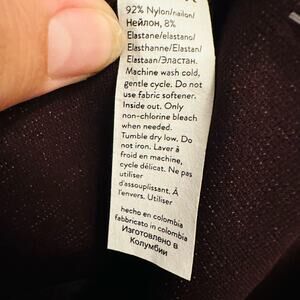 92% Nylon/nailon/
Нейлон, 8%
Elastane/elastano/
Elasthanne/Elastan/
Elastaan/Эластан.
Machine wash cold,
gentle cycle. Do not
use fabric softener.
Inside out. Only
non-chlorine bleach
when needed.
Tumble dry low. Do
not iron. Laver à
froid en machine,
cycle délicat. Ne pas
utiliser
d'assouplissant. À
l'envers. Utiliser
hecho en colombia
fabbricato in colombia
Изготовлено в
Колумбии